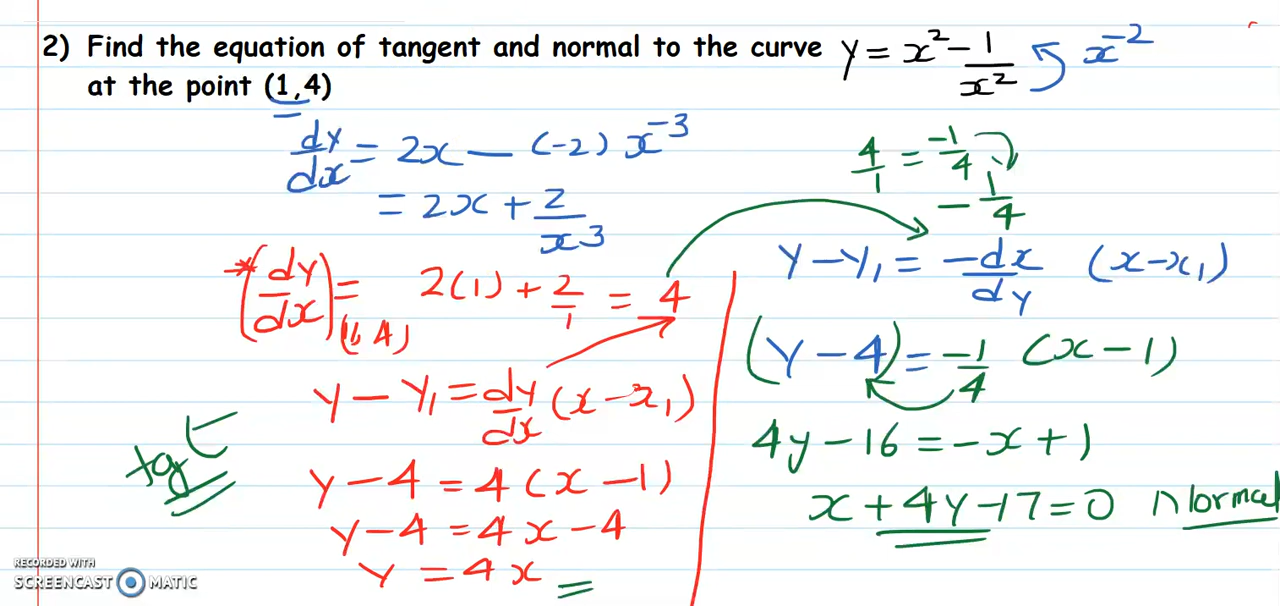 2) Find the equation of tangent and normal to the curve y = x² - 1/x² x⁻²
at the point (1,4)
dy/dx = 2x - (-2) x⁻³
= 2x + 2/x³
(dy/dx)(1, 4) = 2(1) + 2/1 = 4
y - y₁ = dy/dx (x - x₁)
tag
y - 4 = 4 (x - 1)
y - 4 = 4x - 4
y = 4x =
4/1 = -1/4
- 1/4
y - y₁ = -dx/dy (x - x₁)
(y - 4) = -1/4 (x - 1)
4y - 16 = -x + 1
x + 4y - 17 = 0 Normal
RECORDED WITH
SCREENCAST MATIC